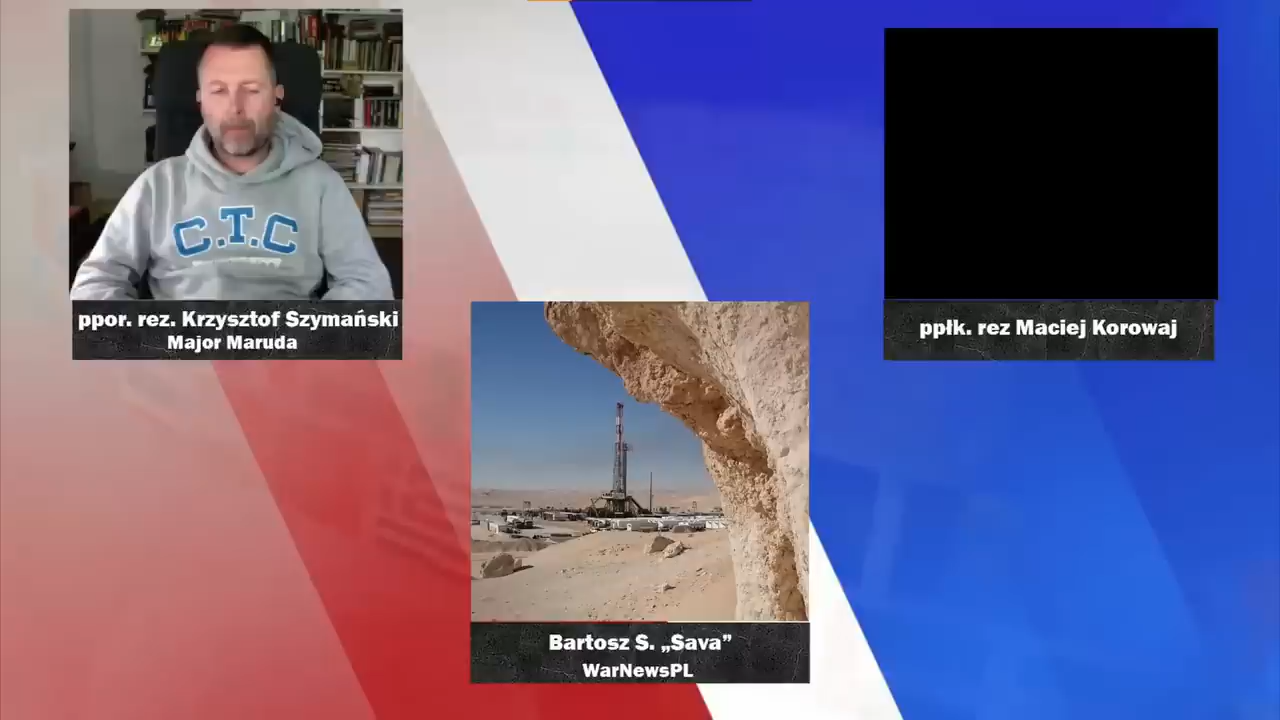 C.T.C
ppor. rez. Krzysztof Szymański
Major Maruda
ppłk. rez Maciej Korowaj
Bartosz S. „Sava”
WarNewsPL